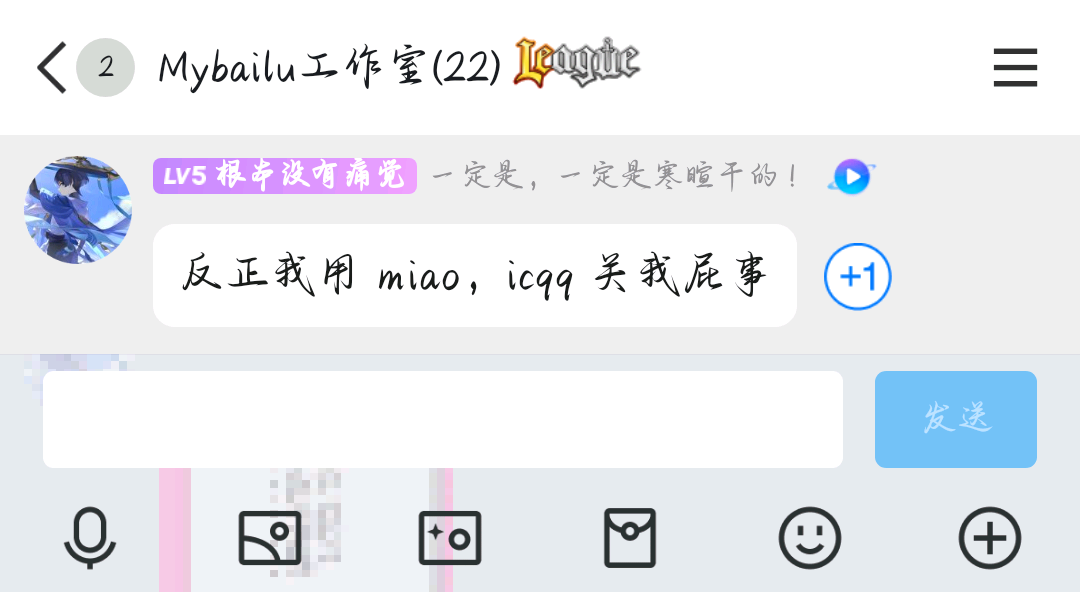 2 Mybailu工作室(22) League
LV5 根本没有痛觉 一定是，一定是寒暄干的！
反正我用 miao，icqq 关我屁事
+1
发送